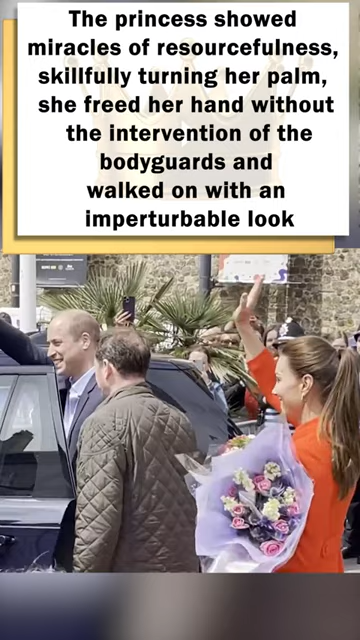 The princess showed
miracles of resourcefulness,
skillfully turning her palm,
she freed her hand without
the intervention of the
bodyguards and
walked on with an
imperturbable look